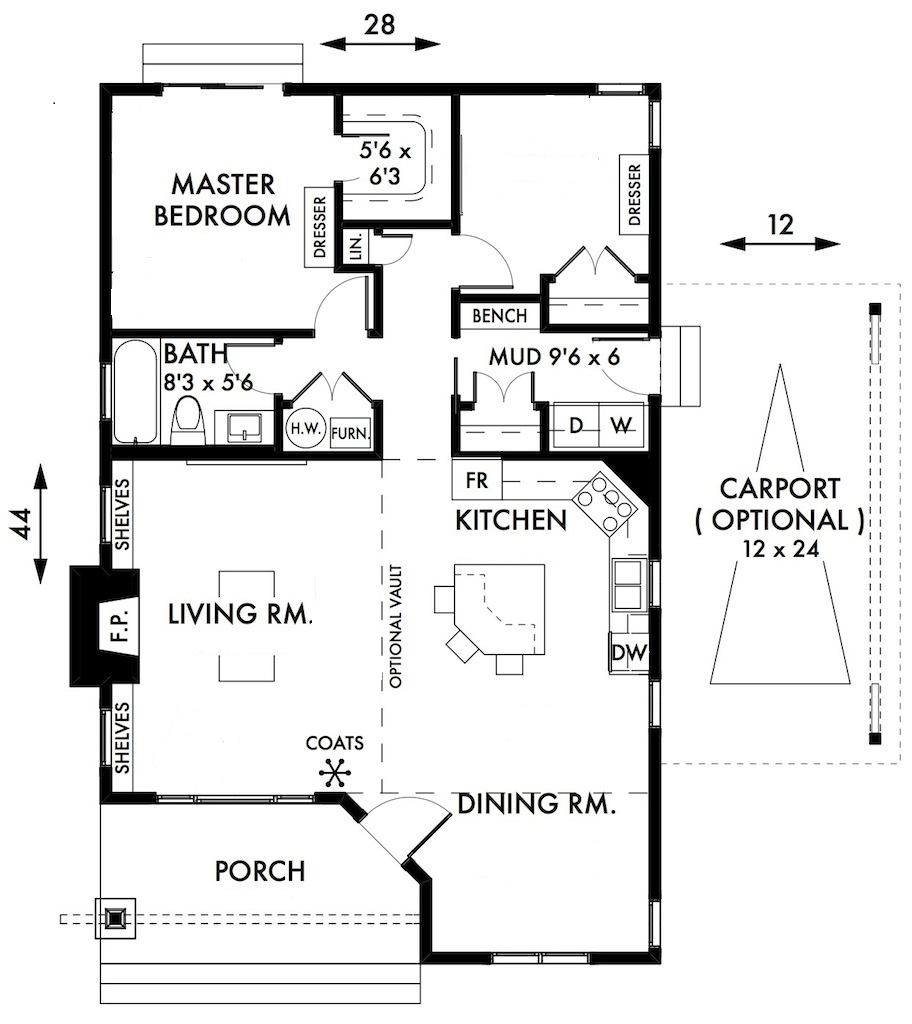 28
5'6 x
6'3
MASTER
BEDROOM
DRESSER
DRESSER
12
LIN.
BENCH
BATH
8'3 x 5'6
MUD 9'6 x 6
H.W.
FURN.
D
W
SHELVES
FR
KITCHEN
CARPORT
( OPTIONAL )
12 x 24
44
F.P.
LIVING RM.
OPTIONAL VAULT
DW
SHELVES
COATS
DINING RM.
PORCH